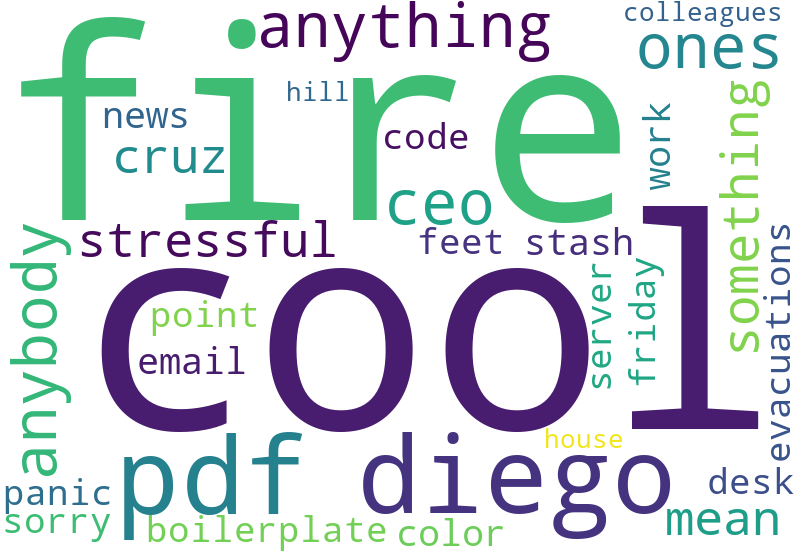 colleagues
anything
ones
fire
hill
news
code
cruz
work
something
ceo
stressful
feet
stash
anybody
cool
evacuations
server
friday
point
email
house
pdf
diego
desk
panic
mean
sorry
boilerplate
color